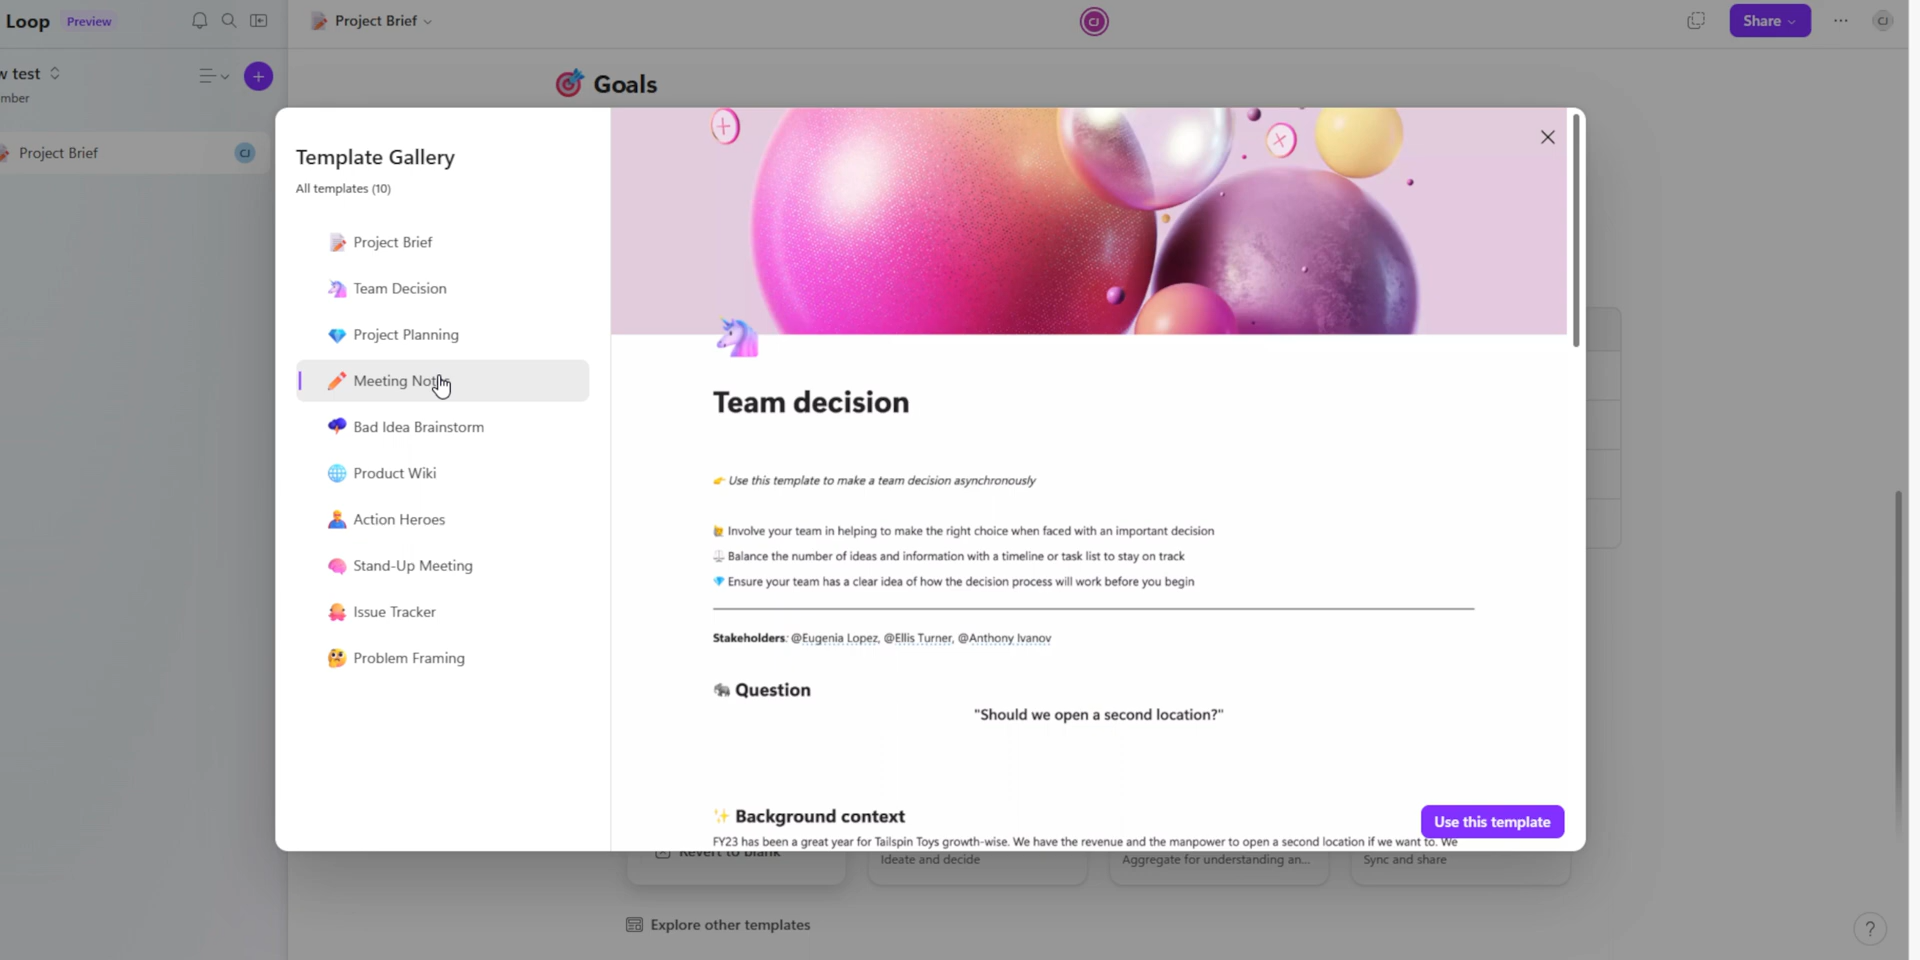 Loop Preview
Project Brief
Share
CJ
w test
mber
Goals
Project Brief
CJ
Template Gallery
All templates (10)
Project Brief
Team Decision
Project Planning
Meeting
Bad Idea Brainstorm
Product Wiki
Action Heroes
Stand-Up Meeting
Issue Tracker
Problem Framing
Team decision
Use this template to make a team decision asynchronously
Involve your team in helping to make the right choice when faced with an important decision
Balance the number of ideas and information with a timeline or task list to stay on track
Ensure your team has a clear idea of how the decision process will work before you begin
Stakeholders: @Eugenia Lopez, @Ellis Turner, @Anthony Ivanov
Question
"Should we open a second location?"
Background context
FY23 has been a great year for Tailspin Toys growth-wise. We have the revenue and the manpower to open a second location if we want to. We
Use this template
Revert to blank
Ideate and decide
Aggregate for understanding an...
Sync and share
Explore other templates
?